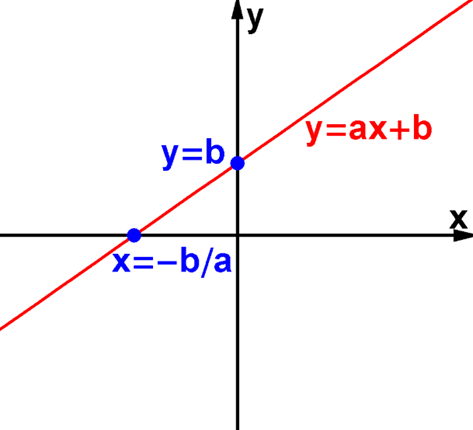 y
y=ax+b
y=b
x
x=−b/a